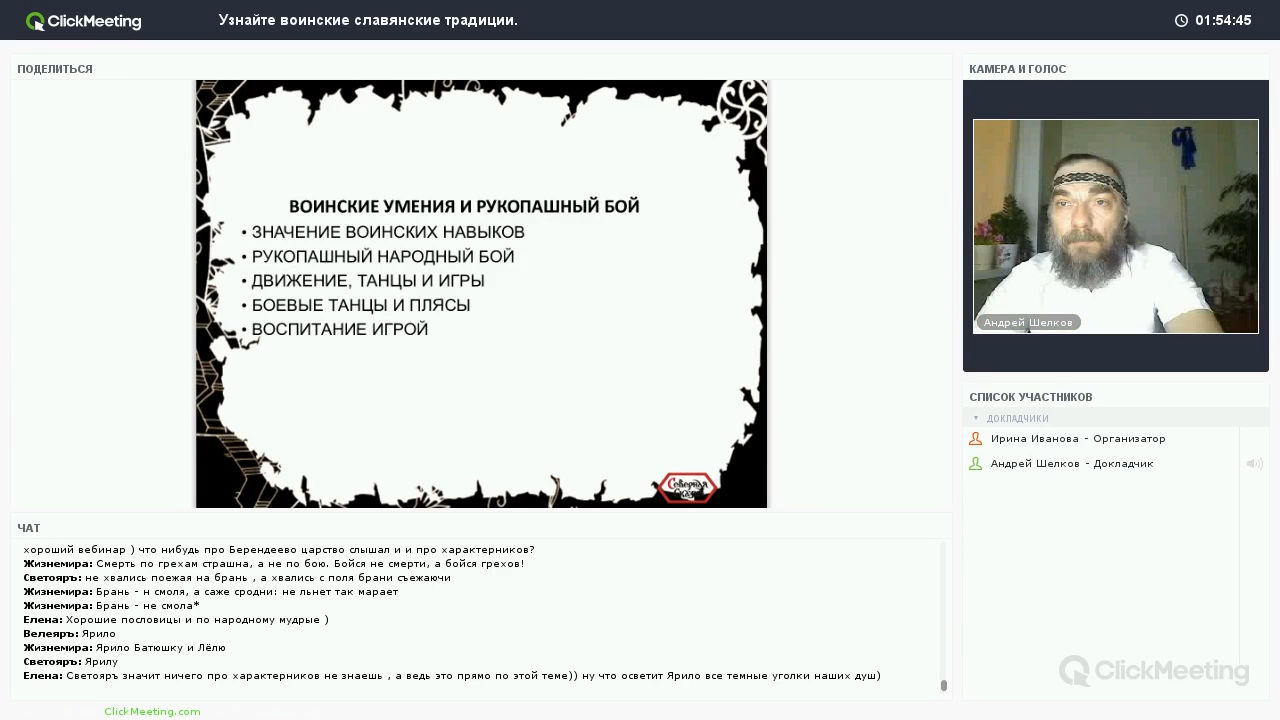 ClickMeeting
Узнайте воинские славянские традиции.
01:54:45
ПОДЕЛИТЬСЯ
ВОИНСКИЕ УМЕНИЯ И РУКОПАШНЫЙ БОЙ
• ЗНАЧЕНИЕ ВОИНСКИХ НАВЫКОВ
• РУКОПАШНЫЙ НАРОДНЫЙ БОЙ
• ДВИЖЕНИЕ, ТАНЦЫ И ИГРЫ
• БОЕВЫЕ ТАНЦЫ И ПЛЯСЫ
• ВОСПИТАНИЕ ИГРОЙ
Северная
КАМЕРА И ГОЛОС
Андрей Шелков
СПИСОК УЧАСТНИКОВ
ДОКЛАДЧИКИ
Ирина Иванова - Организатор
Андрей Шелков - Докладчик
ClickMeeting
ЧАТ
хороший вебинар ) что нибудь про Берендеево царство слышал и и про характерников?
Жизнемира: Смерть по грехам страшна, а не по бою. Бойся не смерти, а бойся грехов!
Светояръ: не хвались поежая на брань , а хвались с поля брани съежаючи
Жизнемира: Брань - н смоля, а саже сродни: не льнет так марает
Жизнемира: Брань - не смола*
Елена: Хорошие пословицы и по народному мудрые )
Велеяръ: Ярило
Жизнемира: Ярило Батюшку и Лёлю
Светояръ: Ярилу
Елена: Светояръ значит ничего про характерников не знаешь , а ведь это прямо по этой теме)) ну что осветит Ярило все темные уголки наших душ)
ClickMeeting.com